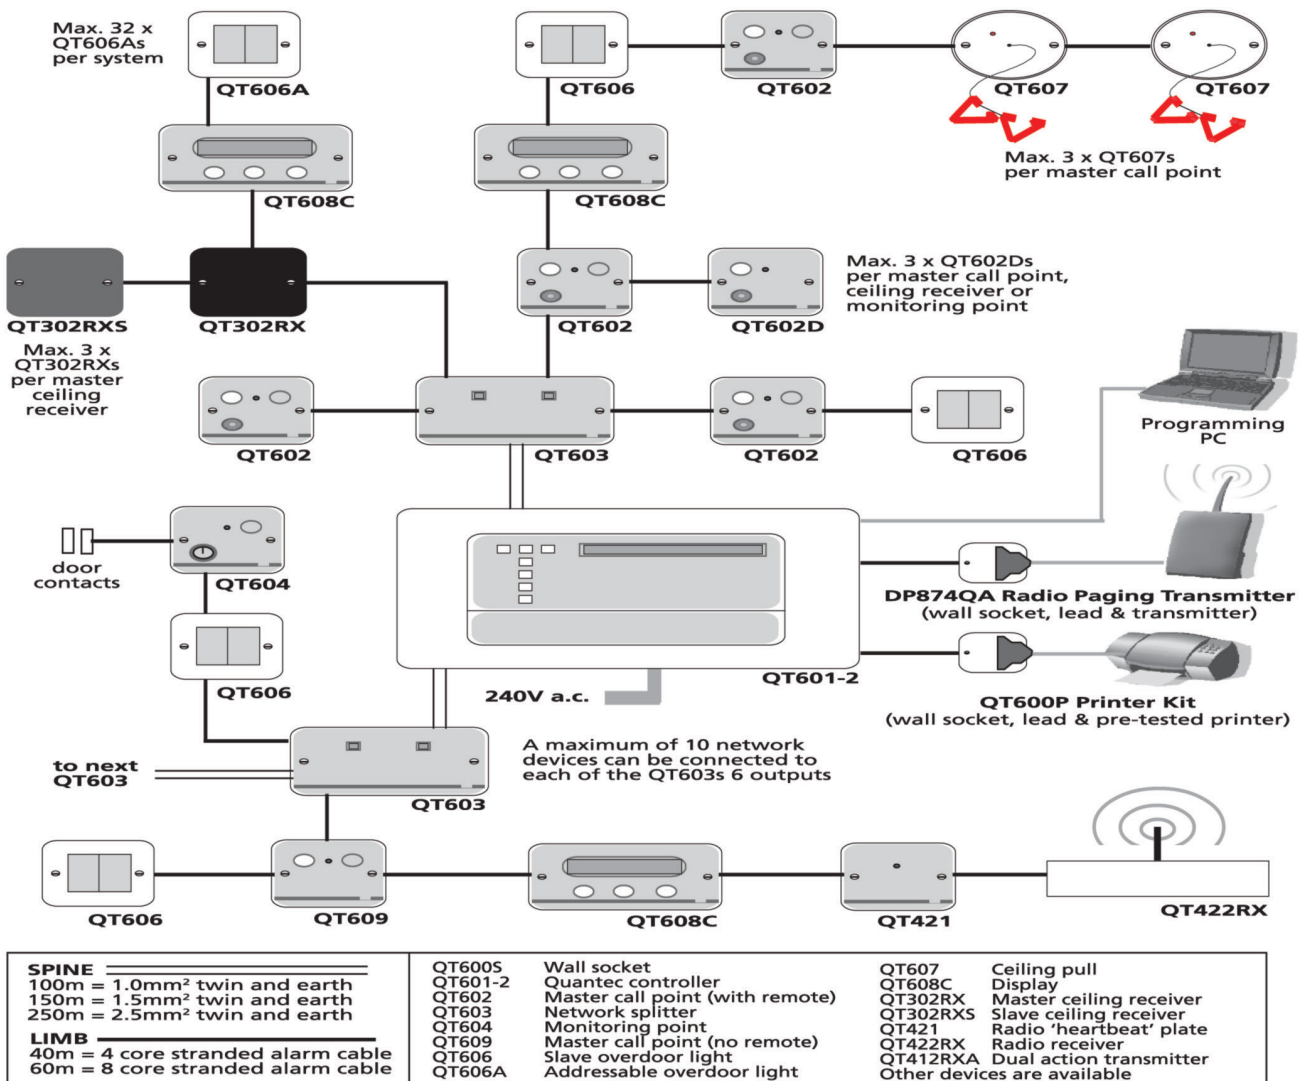 Max. 32 x
QT606As
per system
QT606A
QT606
QT602
QT607
QT607
Max. 3 x QT607s
per master call point
QT608C
QT608C
QT302RXS
QT302RX
Max. 3 x
QT302RXs
per master
ceiling
receiver
QT602
QT602D
Max. 3 x QT602Ds
per master call point,
ceiling receiver or
monitoring point
QT602
QT603
QT602
QT606
Programming
PC
door
contacts
QT604
DP874QA Radio Paging Transmitter
(wall socket, lead & transmitter)
QT606
240V a.c.
QT601-2
QT600P Printer Kit
(wall socket, lead & pre-tested printer)
to next
QT603
QT603
A maximum of 10 network
devices can be connected to
each of the QT603s 6 outputs
QT606
QT609
QT608C
QT421
QT422RX
SPINE
100m = 1.0mm² twin and earth
150m = 1.5mm² twin and earth
250m = 2.5mm² twin and earth
LIMB
40m = 4 core stranded alarm cable
60m = 8 core stranded alarm cable
QT600S Wall socket
QT601-2 Quantec controller
QT602 Master call point (with remote)
QT603 Network splitter
QT604 Monitoring point
QT609 Master call point (no remote)
QT606 Slave overdoor light
QT606A Addressable overdoor light
QT607 Ceiling pull
QT608C Display
QT302RX Master ceiling receiver
QT302RXS Slave ceiling receiver
QT421 Radio 'heartbeat' plate
QT422RX Radio receiver
QT412RXA Dual action transmitter
Other devices are available